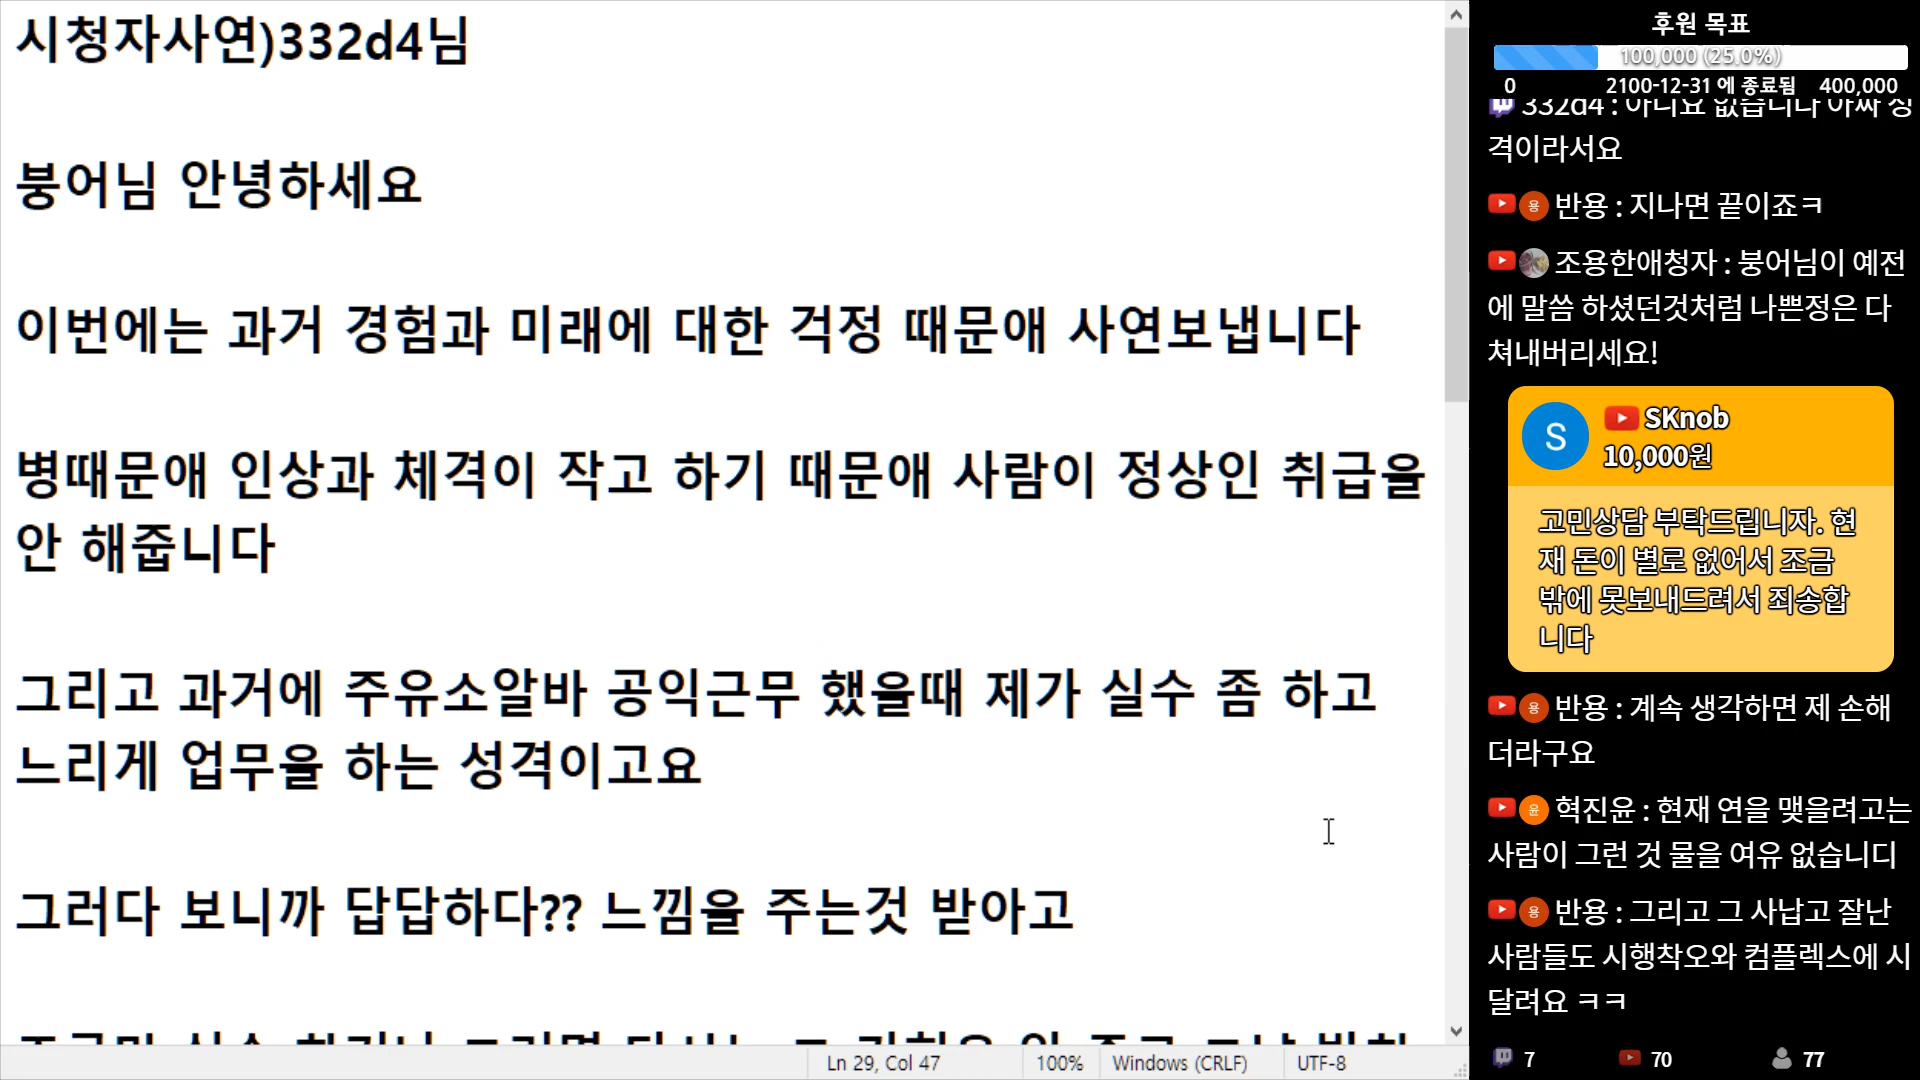 시청자사연)332d4님
붕어님 안녕하세요
이번에는 과거 경험과 미래에 대한 걱정 때문애 사연보냅니다
병때문애 인상과 체격이 작고 하기 때문애 사람이 정상인 취급을
안 해줍니다
그리고 과거에 주유소알바 공익근무 했을때 제가 실수 좀 하고
느리게 업무을 하는 성격이고요
그러다 보니까 답답하다?? 느낌을 주는것 받아고
Ln 29, Col 47
100%
Windows (CRLF)
UTF-8
후원 목표
100,000 (25.0%)
0
2100-12-31 에 종료됨
400,000
332d4 : 아니요 없습니다 아싸 성
격이라서요
용 반용 : 지나면 끝이죠ㅋ
조용한애청자 : 붕어님이 예전
에 말씀 하셨던것처럼 나쁜정은 다
쳐내버리세요!
S
SKnob
10,000원
고민상담 부탁드립니자. 현
재 돈이 별로 없어서 조금
밖에 못보내드려서 죄송합
니다
용 반용 : 계속 생각하면 제 손해
더라구요
윤 혁진윤 : 현재 연을 맺을려고는
사람이 그런 것 물을 여유 없습니디
용 반용 : 그리고 그 사납고 잘난
사람들도 시행착오와 컴플렉스에 시
달려요 ㅋㅋ
7
70
77